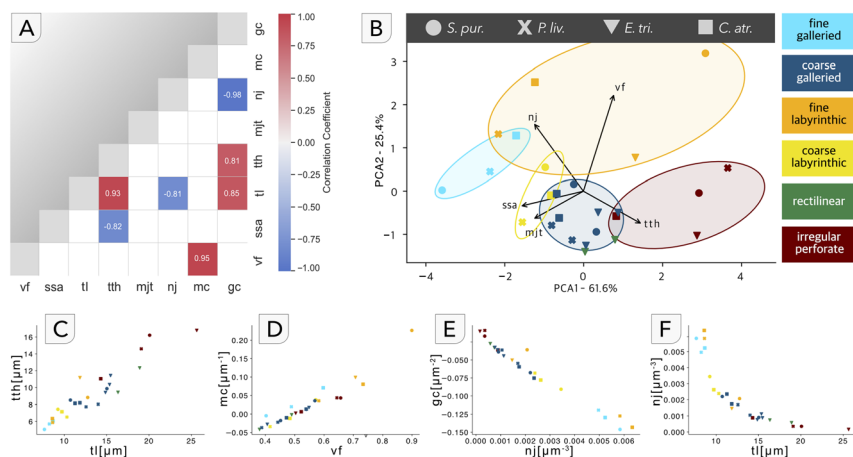 A
gc
mc
nj
mjt
tth
tl
ssa
vf
-0.98
0.81
0.93
-0.81
0.85
-0.82
0.95
vf ssa tl tth mjt nj mc gc
1.00
0.75
0.50
0.25
0.00
−0.25
−0.50
−0.75
−1.00
Correlation Coefficient
B
S. pur. P. liv. E. tri. C. atr.
PCA2 - 25.4%
3
2
1
0
−1
vf
nj
ssa
mjt
tth
−4 −2 0 2 4
PCA1 - 61.6%
fine
galleried
coarse
galleried
fine
labyrinthic
coarse
labyrinthic
rectilinear
irregular
perforate
C
tth[μm]
16
14
12
10
8
6
10 15 20 25
tl[μm]
D
mc[μm⁻¹]
0.20
0.15
0.10
0.05
0.00
−0.05
0.4 0.5 0.6 0.7 0.8 0.9
vf
E
gc[μm⁻²]
−0.025
−0.050
−0.075
−0.100
−0.125
−0.150
0.000 0.001 0.002 0.003 0.004 0.005 0.006
nj[μm⁻³]
F
nj[μm⁻³]
0.005
0.004
0.003
0.002
0.001
0.000
10 15 20 25
tl[μm]